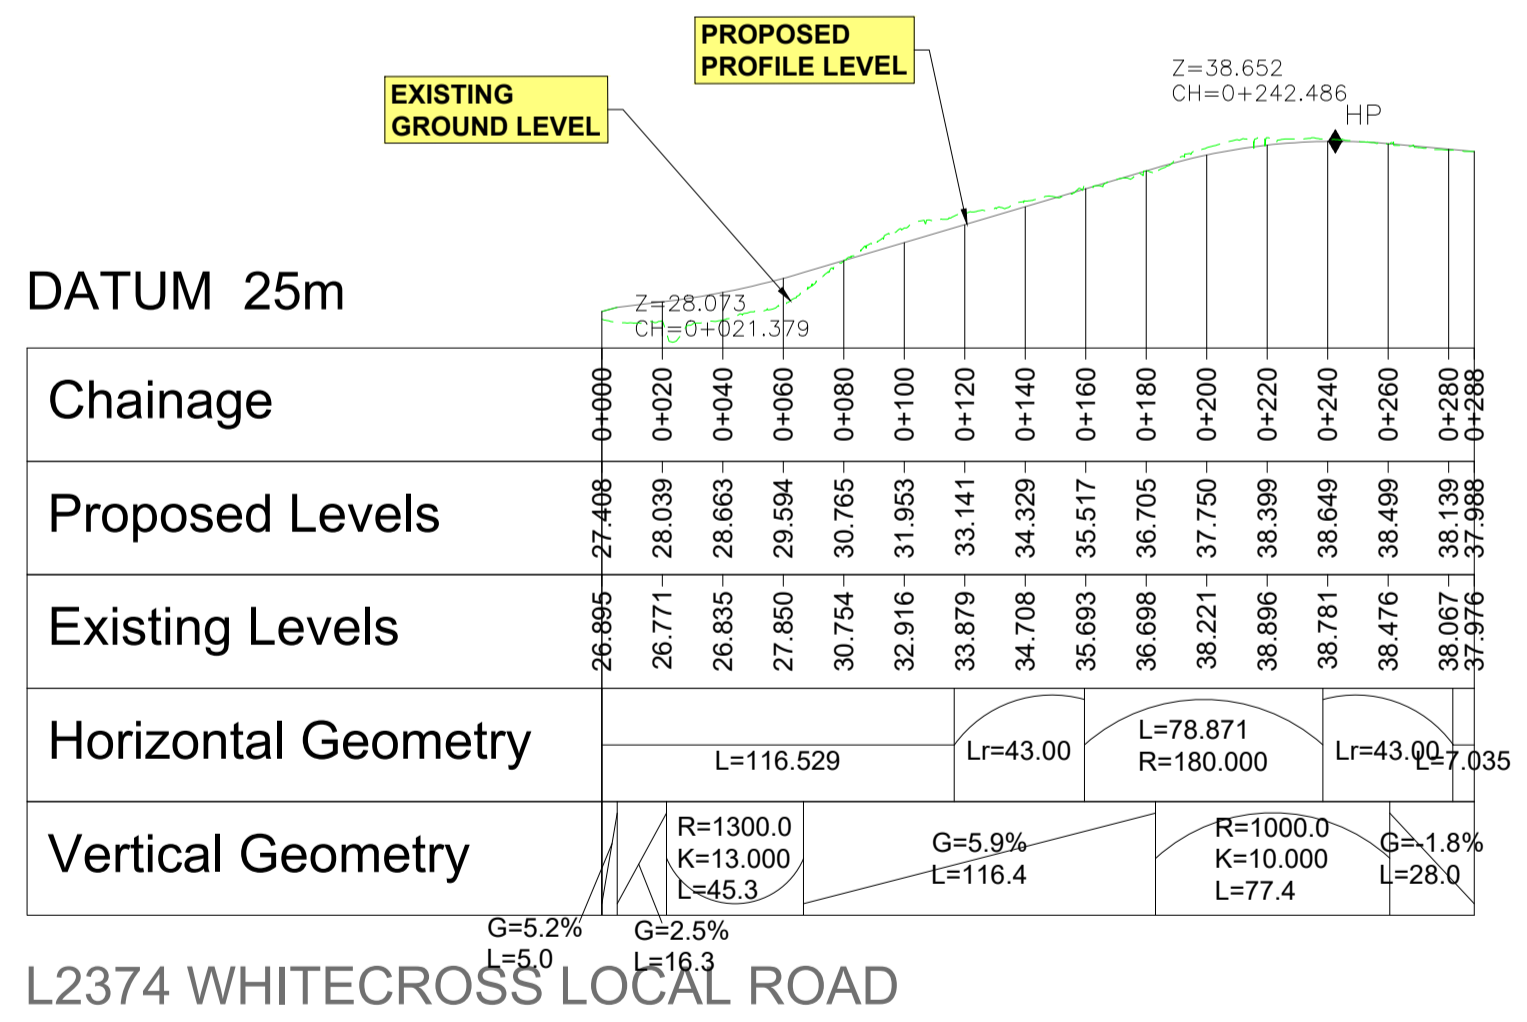 PROPOSED
PROFILE LEVEL
EXISTING
GROUND LEVEL
Z=38.652
CH=0+242.486
HP
DATUM 25m
Z=28.073
CH=0+021.379
Chainage 0+000 0+020 0+040 0+060 0+080 0+100 0+120 0+140 0+160 0+180 0+200 0+220 0+240 0+260 0+280 0+288
Proposed Levels 27.408 28.039 28.663 29.594 30.765 31.953 33.141 34.329 35.517 36.705 37.750 38.399 38.649 38.499 38.139 37.988
Existing Levels 26.895 26.771 26.835 27.850 30.754 32.916 33.879 34.708 35.693 36.698 38.221 38.896 38.781 38.476 38.067 37.976
Horizontal Geometry
L=116.529
Lr=43.00
L=78.871
R=180.000
Lr=43.00
L=7.035
Vertical Geometry
G=5.2%
L=5.0
G=2.5%
L=16.3
R=1300.0
K=13.000
L=45.3
G=5.9%
L=116.4
R=1000.0
K=10.000
L=77.4
G=-1.8%
L=28.0
L2374 WHITECROSS LOCAL ROAD